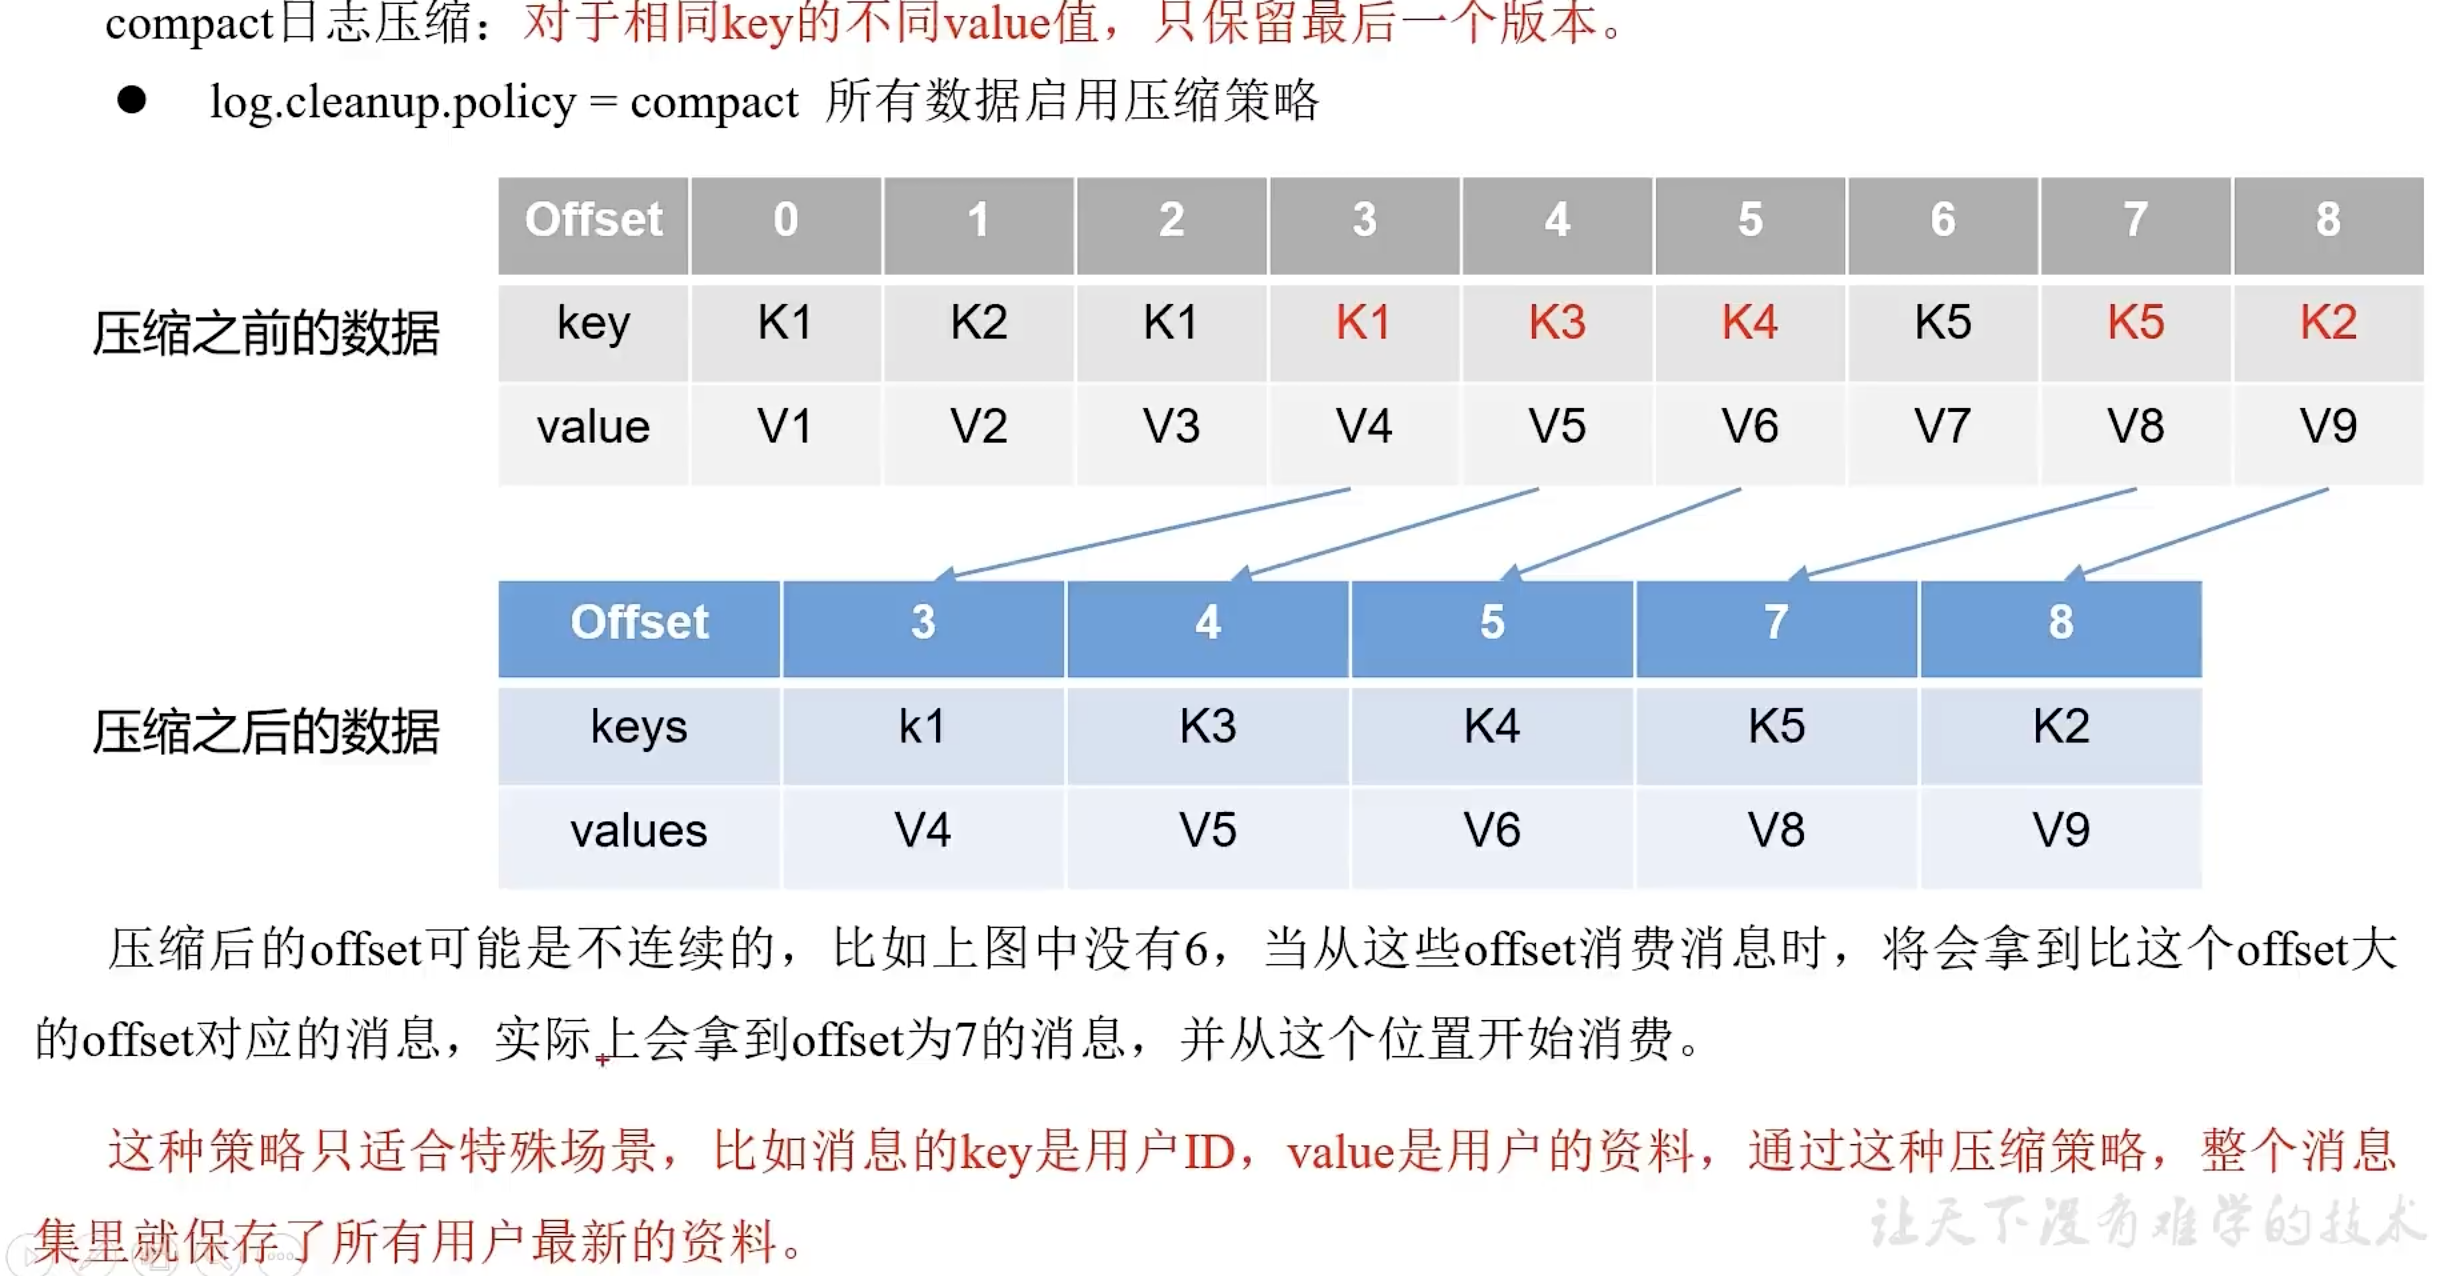 compact日志压缩：对于相同key的不同value值，只保留最后一个版本。
● log.cleanup.policy = compact 所有数据启用压缩策略
Offset 0 1 2 3 4 5 6 7 8
压缩之前的数据 key K1 K2 K1 K1 K3 K4 K5 K5 K2
value V1 V2 V3 V4 V5 V6 V7 V8 V9
Offset 3 4 5 7 8
压缩之后的数据 keys k1 K3 K4 K5 K2
values V4 V5 V6 V8 V9
压缩后的offset可能是不连续的，比如上图中没有6，当从这些offset消费消息时，将会拿到比这个offset大
的offset对应的消息，实际上会拿到offset为7的消息，并从这个位置开始消费。
这种策略只适合特殊场景，比如消息的key是用户ID，value是用户的资料，通过这种压缩策略，整个消息
集里就保存了所有用户最新的资料。
让天下没有难学的技术